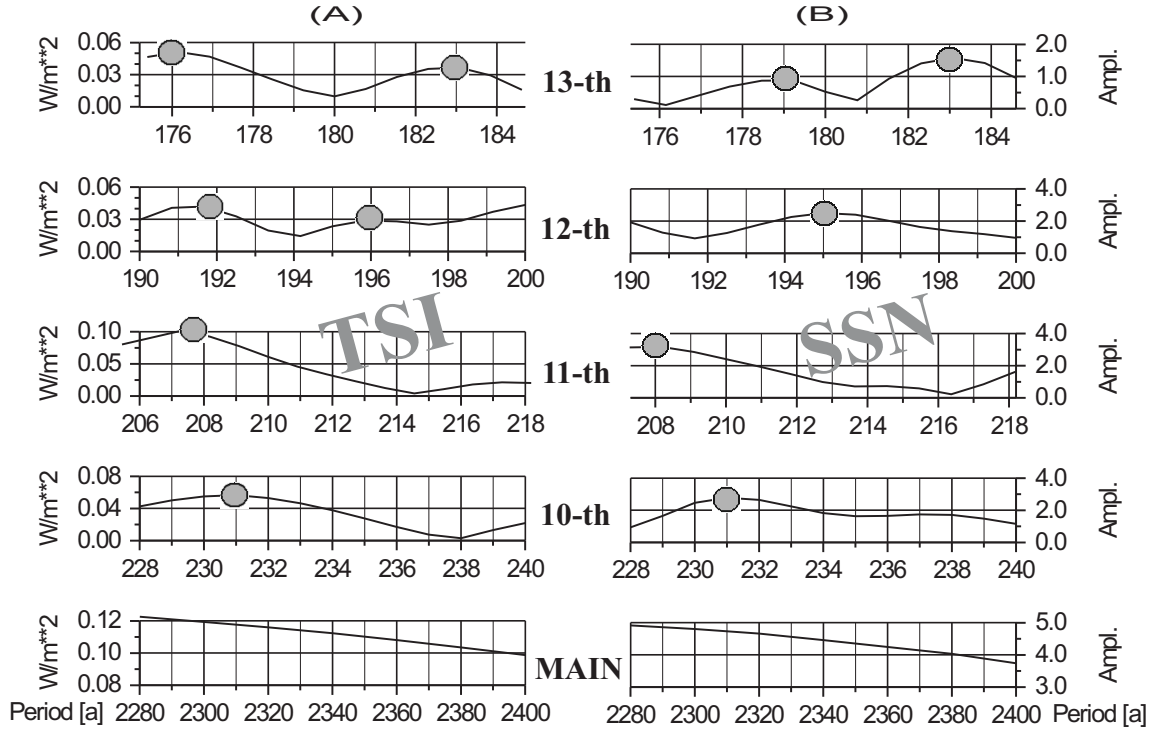 (A) (B)
W/m**2 0.06 0.03 0.00 13-th 2.0 1.0 0.0 Ampl.
176 178 180 182 184 176 178 180 182 184
W/m**2 0.06 0.03 0.00 12-th 4.0 2.0 0.0 Ampl.
190 192 194 196 198 200 190 192 194 196 198 200
TSI SSN
W/m**2 0.10 0.05 0.00 11-th 4.0 2.0 0.0 Ampl.
206 208 210 212 214 216 218 208 210 212 214 216 218
W/m**2 0.08 0.04 0.00 10-th 4.0 2.0 0.0 Ampl.
228 230 232 234 236 238 240 228 230 232 234 236 238 240
W/m**2 0.12 0.10 0.08 MAIN 5.0 4.0 3.0 Ampl.
Period [a] 2280 2300 2320 2340 2360 2380 2400 2280 2300 2320 2340 2360 2380 2400 Period [a]